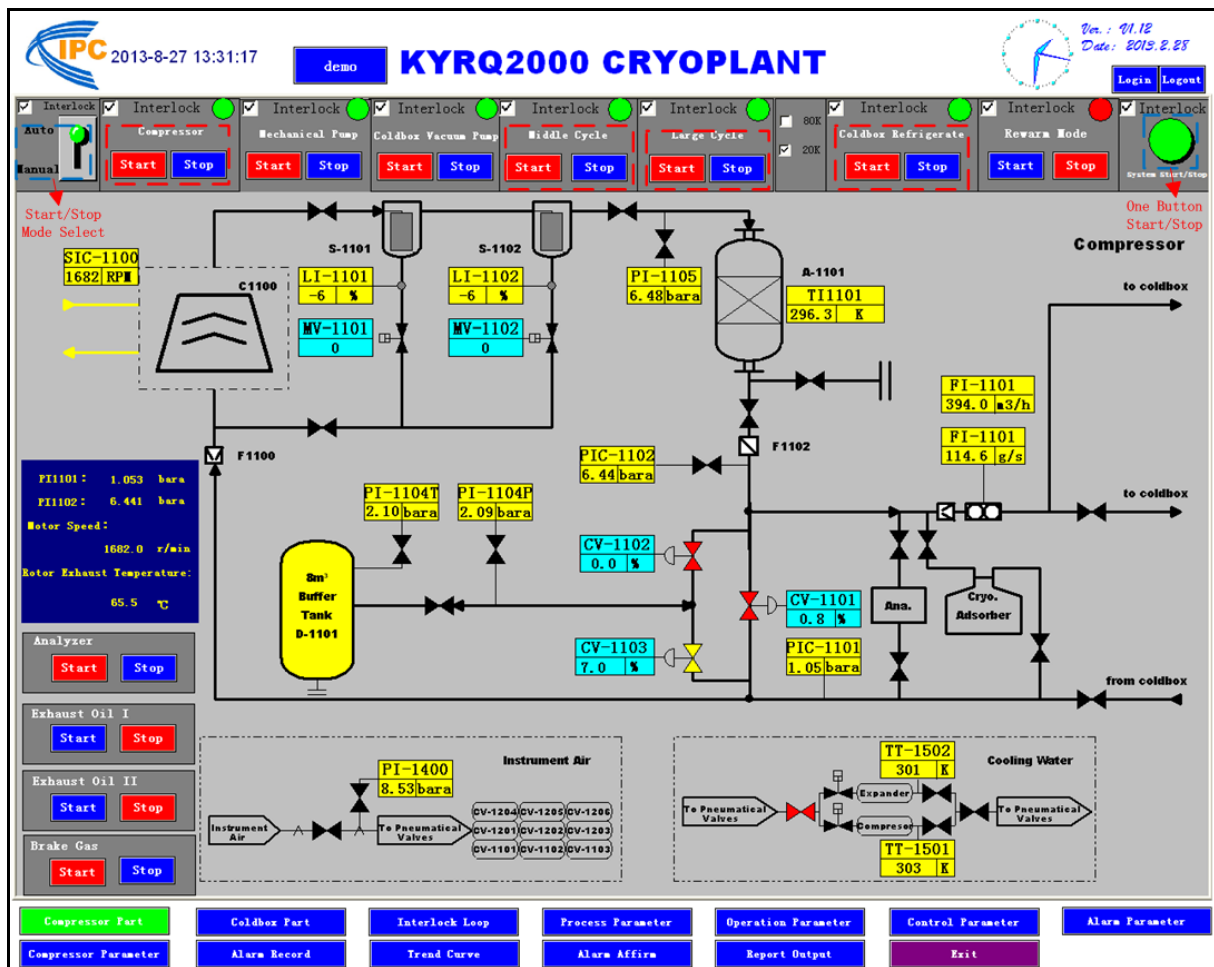 IPC
2013-8-27 13:31:17
demo
KYRQ2000 CRYOPLANT
Ver. : V1.12
Date: 2013.2.28
Login Logout
Interlock Interlock Interlock Interlock Interlock Interlock Interlock Interlock Interlock
Auto
Manual
Compressor
Start Stop
Mechanical Pump
Start Stop
Coldbox Vacuum Pump
Start Stop
Middle Cycle
Start Stop
Large Cycle
Start Stop
80K
20K
Coldbox Refrigerate
Start Stop
Rewarm Mode
Start Stop
System Start/Stop
Start/Stop
Mode Select
One Button
Start/Stop
Compressor
SIC-1100
1682 RPM
C1100
S-1101
S-1102
LI-1101
-6 %
LI-1102
-6 %
MV-1101
0
MV-1102
0
PI-1105
6.48 bara
A-1101
TI1101
296.3 K
to coldbox
FI-1101
394.0 m3/h
FI-1101
114.6 g/s
F1100
F1102
PIC-1102
6.44 bara
to coldbox
PI1101: 1.053 bara
PI1102: 6.441 bara
Motor Speed:
1682.0 r/min
Rotor Exhaust Temperature:
65.5 ℃
PI-1104T
2.10 bara
PI-1104P
2.09 bara
8m³
Buffer
Tank
D-1101
CV-1102
0.0 %
CV-1101
0.8 %
CV-1103
7.0 %
PIC-1101
1.05 bara
Ana.
Cryo.
Adsorber
from coldbox
Analyzer
Start Stop
Exhaust Oil I
Start Stop
Exhaust Oil II
Start Stop
Brake Gas
Start Stop
Instrument Air
PI-1400
8.53 bara
Instrument
Air
To Pneumatical
Valves
CV-1204 CV-1205 CV-1206
CV-1201 CV-1202 CV-1203
CV-1101 CV-1102 CV-1103
Cooling Water
TT-1502
301 K
To Pneumatical
Valves
Expander
Compresor
To Pneumatical
Valves
TT-1501
303 K
Compressor Part Coldbox Part Interlock Loop Process Parameter Operation Parameter Control Parameter Alarm Parameter
Compressor Parameter Alarm Record Trend Curve Alarm Affirm Report Output Exit